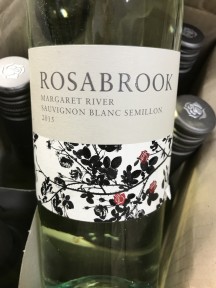 ROSABROOK
MARGARET RIVER
SAUVIGNON BLANC SEMILLON
2015